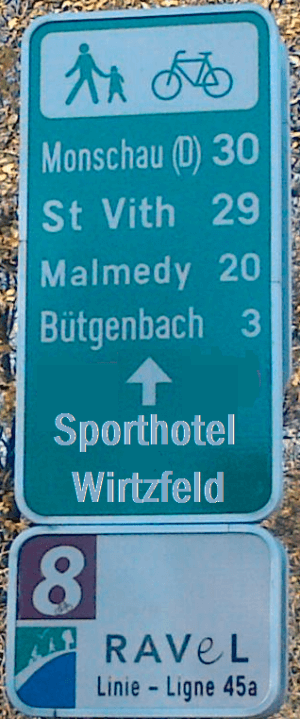 Monschau (D) 30
St Vith 29
Malmedy 20
Bütgenbach 3
Sporthotel
Wirtzfeld
8
RAVeL
Linie - Ligne 45a